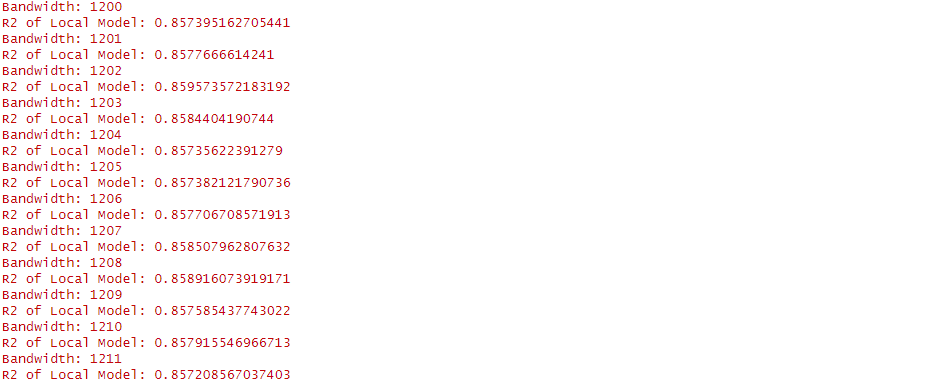 Bandwidth: 1200
R2 of Local Model: 0.857395162705441
Bandwidth: 1201
R2 of Local Model: 0.8577666614241
Bandwidth: 1202
R2 of Local Model: 0.859573572183192
Bandwidth: 1203
R2 of Local Model: 0.8584404190744
Bandwidth: 1204
R2 of Local Model: 0.85735622391279
Bandwidth: 1205
R2 of Local Model: 0.857382121790736
Bandwidth: 1206
R2 of Local Model: 0.857706708571913
Bandwidth: 1207
R2 of Local Model: 0.858507962807632
Bandwidth: 1208
R2 of Local Model: 0.858916073919171
Bandwidth: 1209
R2 of Local Model: 0.857585437743022
Bandwidth: 1210
R2 of Local Model: 0.857915546966713
Bandwidth: 1211
R2 of Local Model: 0.857208567037403